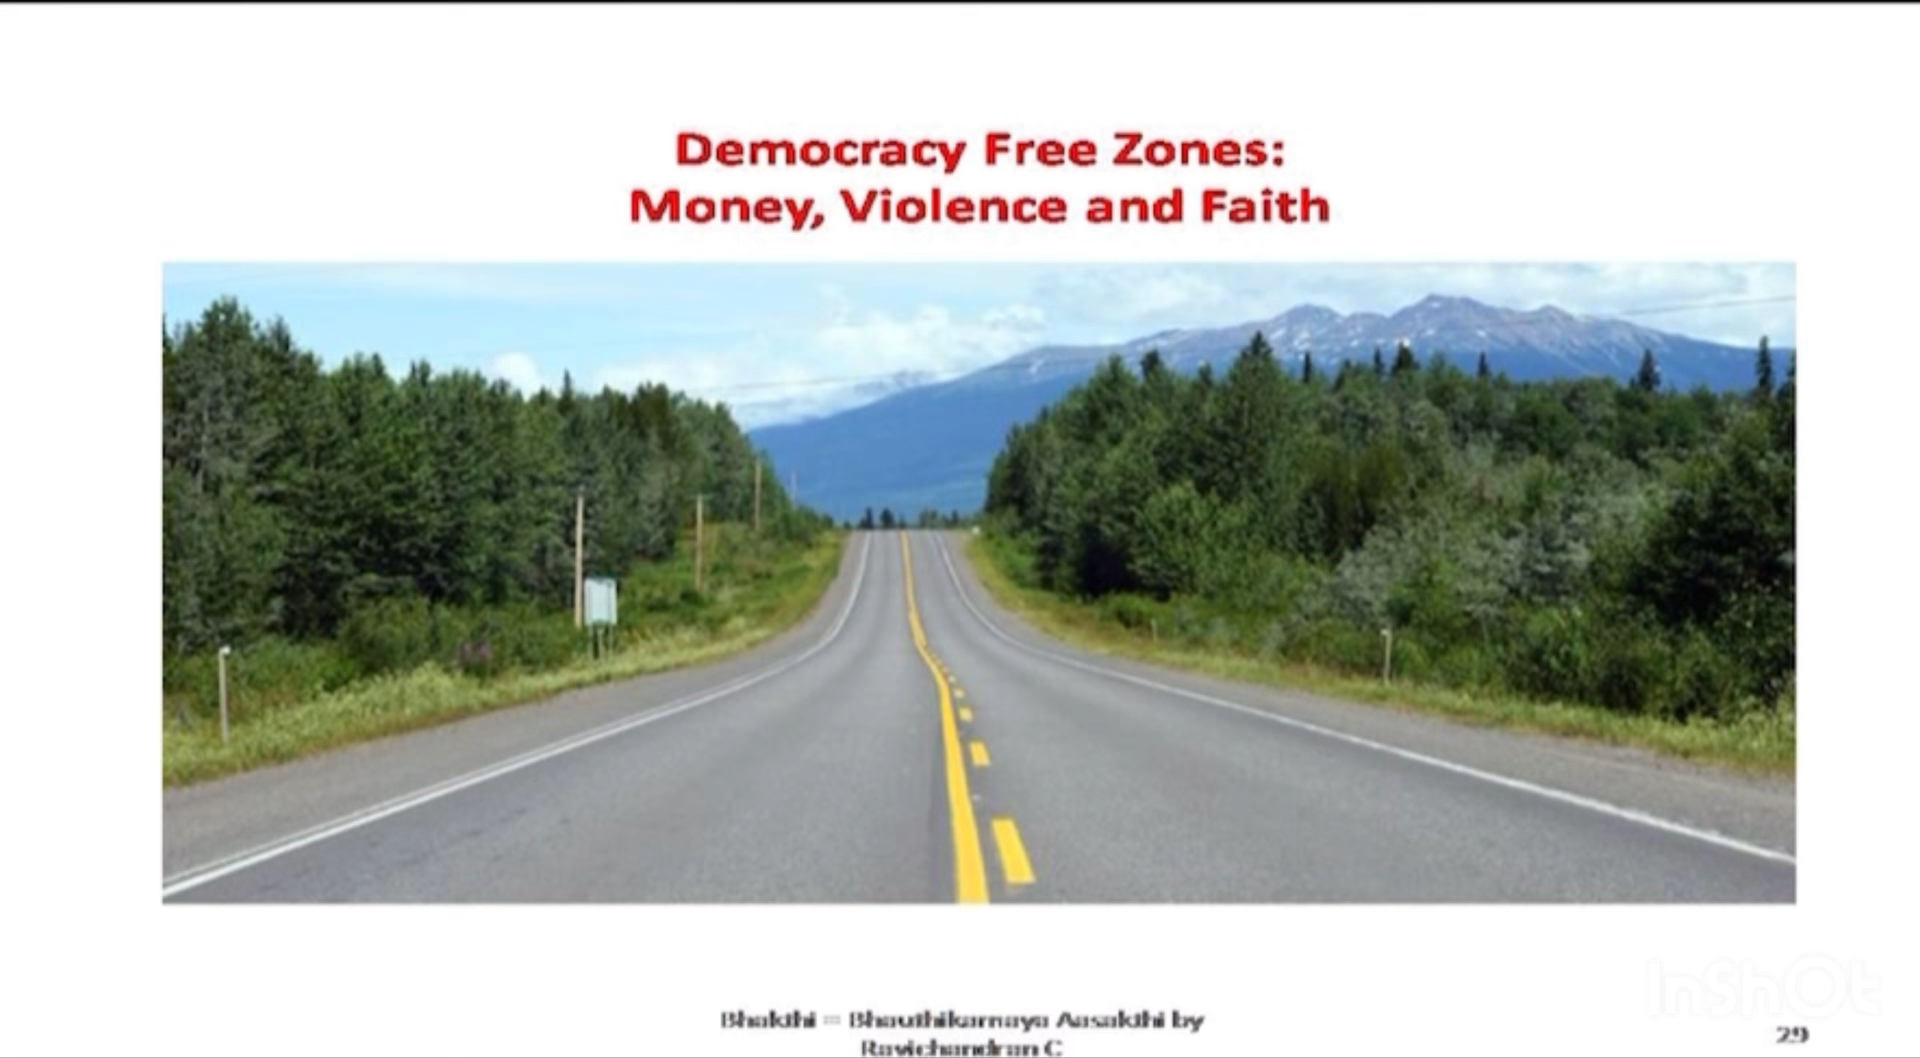 Democracy Free Zones:
Money, Violence and Faith
InShOt
Bhakthi = Bhauthikamaya Aasakthi by
Ravichandran C
29